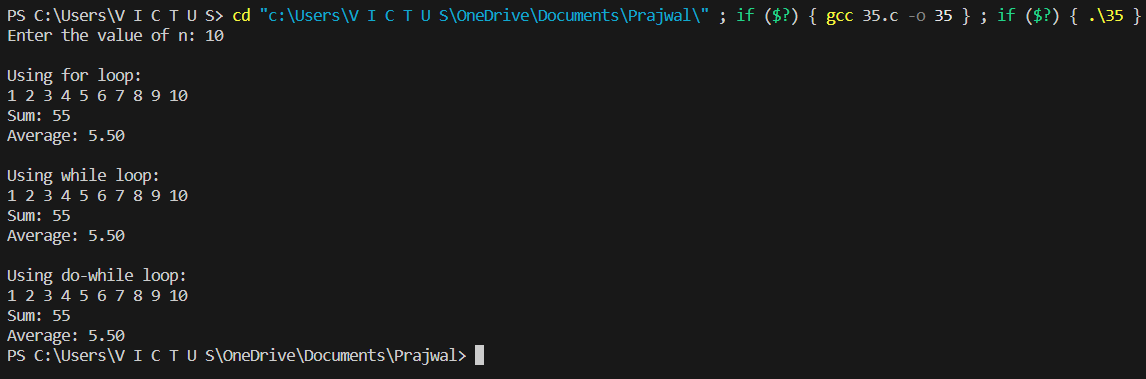 PS C:\Users\V I C T U S> cd "c:\Users\V I C T U S\OneDrive\Documents\Prajwal\" ; if ($?) { gcc 35.c -o 35 } ; if ($?) { .\35 }
Enter the value of n: 10
Using for loop:
1 2 3 4 5 6 7 8 9 10
Sum: 55
Average: 5.50
Using while loop:
1 2 3 4 5 6 7 8 9 10
Sum: 55
Average: 5.50
Using do-while loop:
1 2 3 4 5 6 7 8 9 10
Sum: 55
Average: 5.50
PS C:\Users\V I C T U S\OneDrive\Documents\Prajwal>